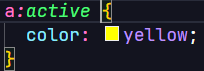 a:active {
color: yellow;
}